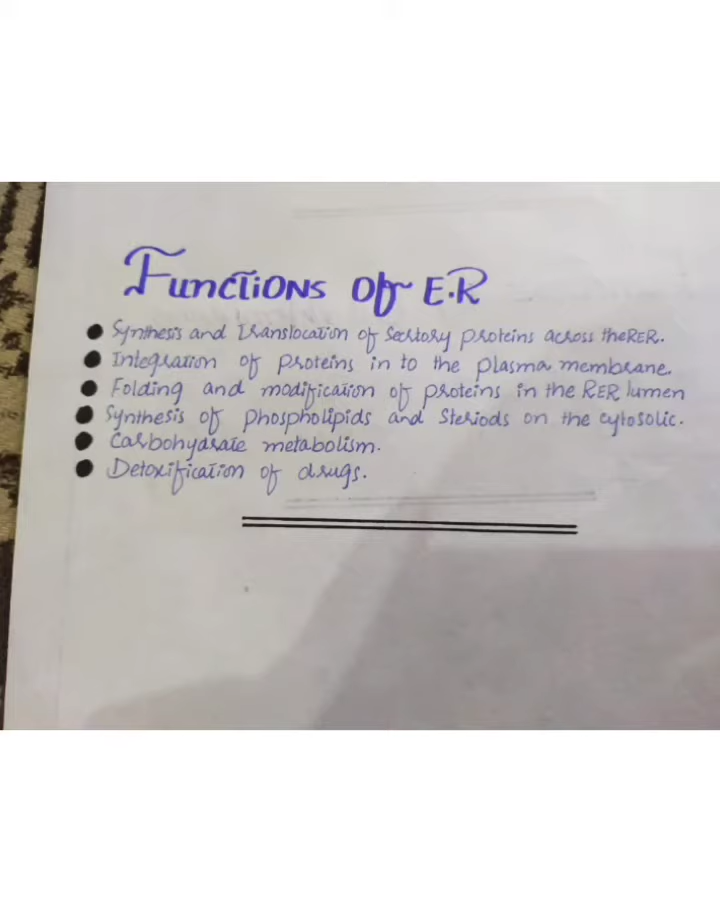 Functions of E.R
● Synthesis and Translocation of Secrtory proteins across the RER.
● Integration of proteins in to the plasma membrane.
● Folding and modification of proteins in the RER lumen
● Synthesis of phospholipids and Steriods on the cytosolic.
● Carbohydrate metabolism.
● Detoxification of drugs.